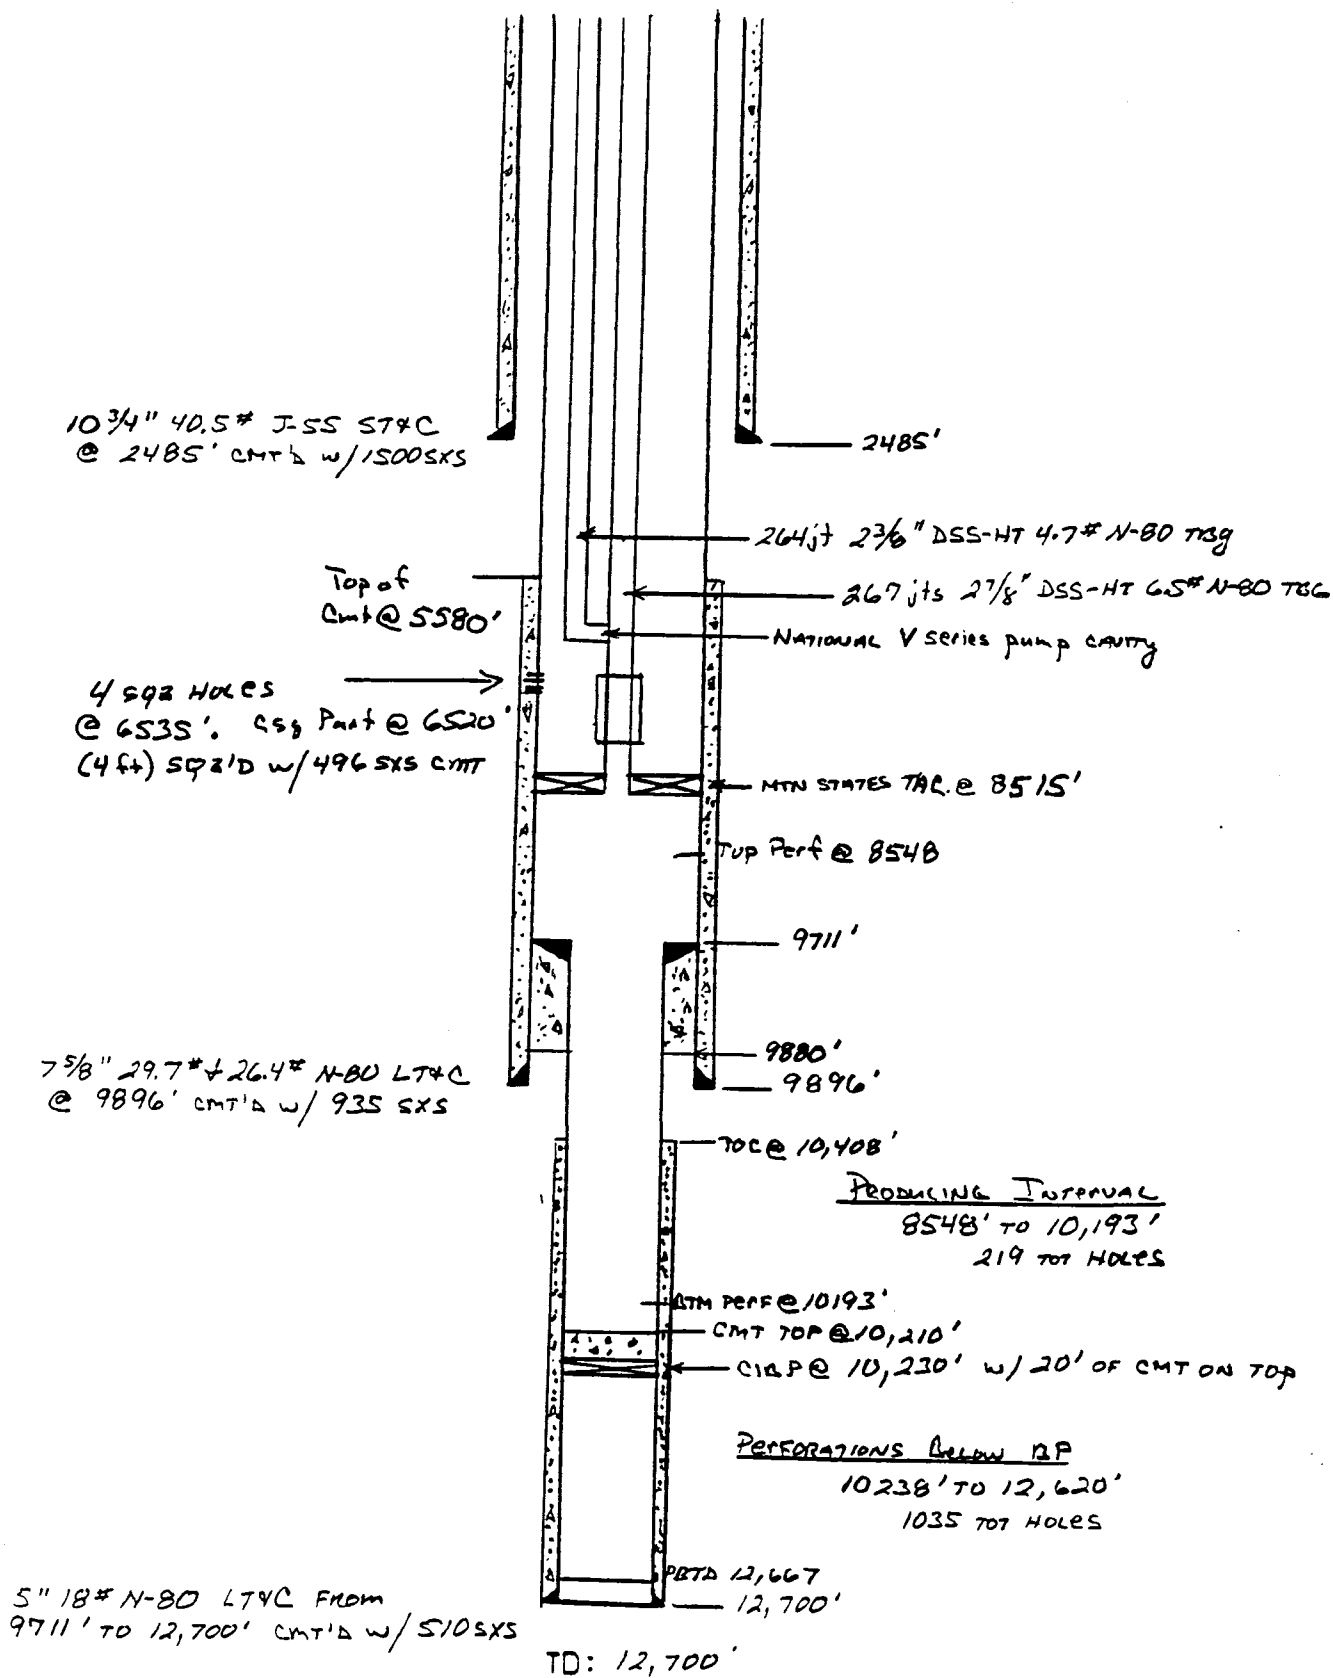 10 3/4" 40.5# J-55 ST&C
@ 2485' CMT'D w/1500 SXS
2485'
264 jt 2 3/8" DSS-HT 4.7# N-80 TBG
Top of
Cmt @ 5580'
267 jts 2 7/8" DSS-HT 6.5# N-80 TBG
NATIONAL V series pump CAVITY
4 SQZ HOLES
@ 6535'. CSG Part @ 6520'
(4 ft) SQZ'D w/496 SXS CMT
MTN STATES TAC. @ 8515'
Top Perf @ 8548
9711'
9880'
7 5/8" 29.7# & 26.4# N-80 LT&C
@ 9896' CMT'D w/ 935 SXS
9896'
TOC @ 10,408'
PRODUCING INTERVAL
8548' TO 10,193'
219 TOT HOLES
BTM PERF @ 10193'
CMT TOP @ 10,210'
CIBP @ 10,230' w/ 20' OF CMT ON TOP
PERFORATIONS BELOW BP
10238' TO 12,620'
1035 TOT HOLES
PBTD 12,667
12,700'
5" 18# N-80 LT&C FROM
9711' TO 12,700' CMT'D w/ 510 SXS
TD: 12,700'